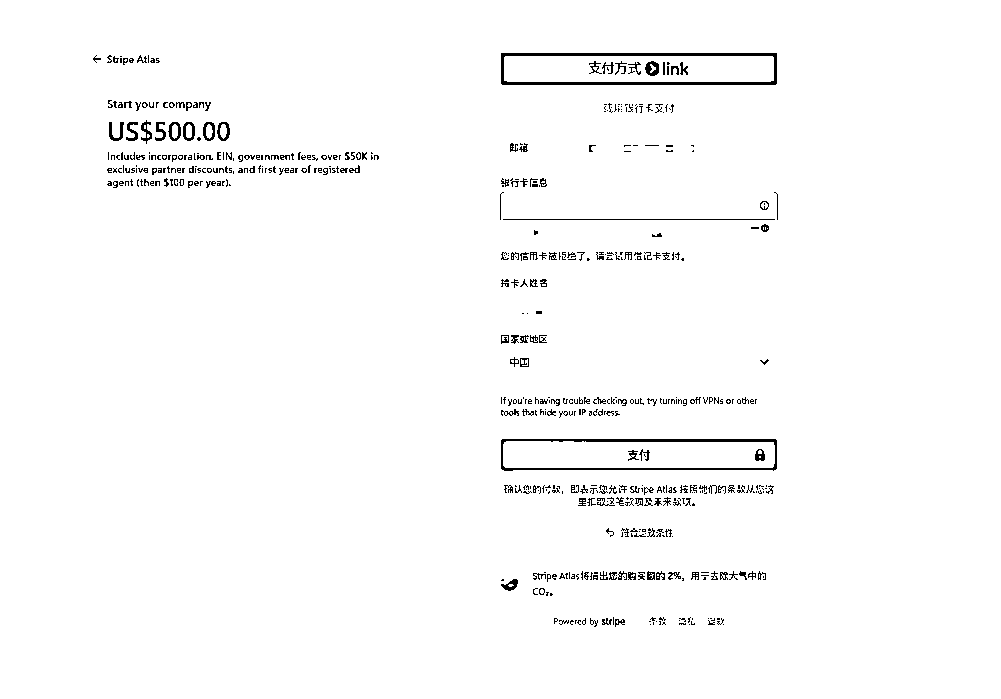 ← Stripe Atlas
Start your company
US$500.00
Includes incorporation, EIN, government fees, over $50K in
exclusive partner discounts, and first year of registered
agent (then $100 per year).
支付方式 link
或用银行卡支付
邮箱
银行卡信息
您的信用卡被拒绝了。请尝试用借记卡支付。
持卡人姓名
国家或地区
中国
If you're having trouble checking out, try turning off VPNs or other
tools that hide your IP address.
支付
确认您的付款，即表示您允许 Stripe Atlas 按照他们的条款从您这
里扣取这笔款项及未来款项。
符合退款条件
Stripe Atlas将捐出您的购买额的 2%，用于去除大气中的
CO₂。
Powered by stripe 条款 隐私 退款